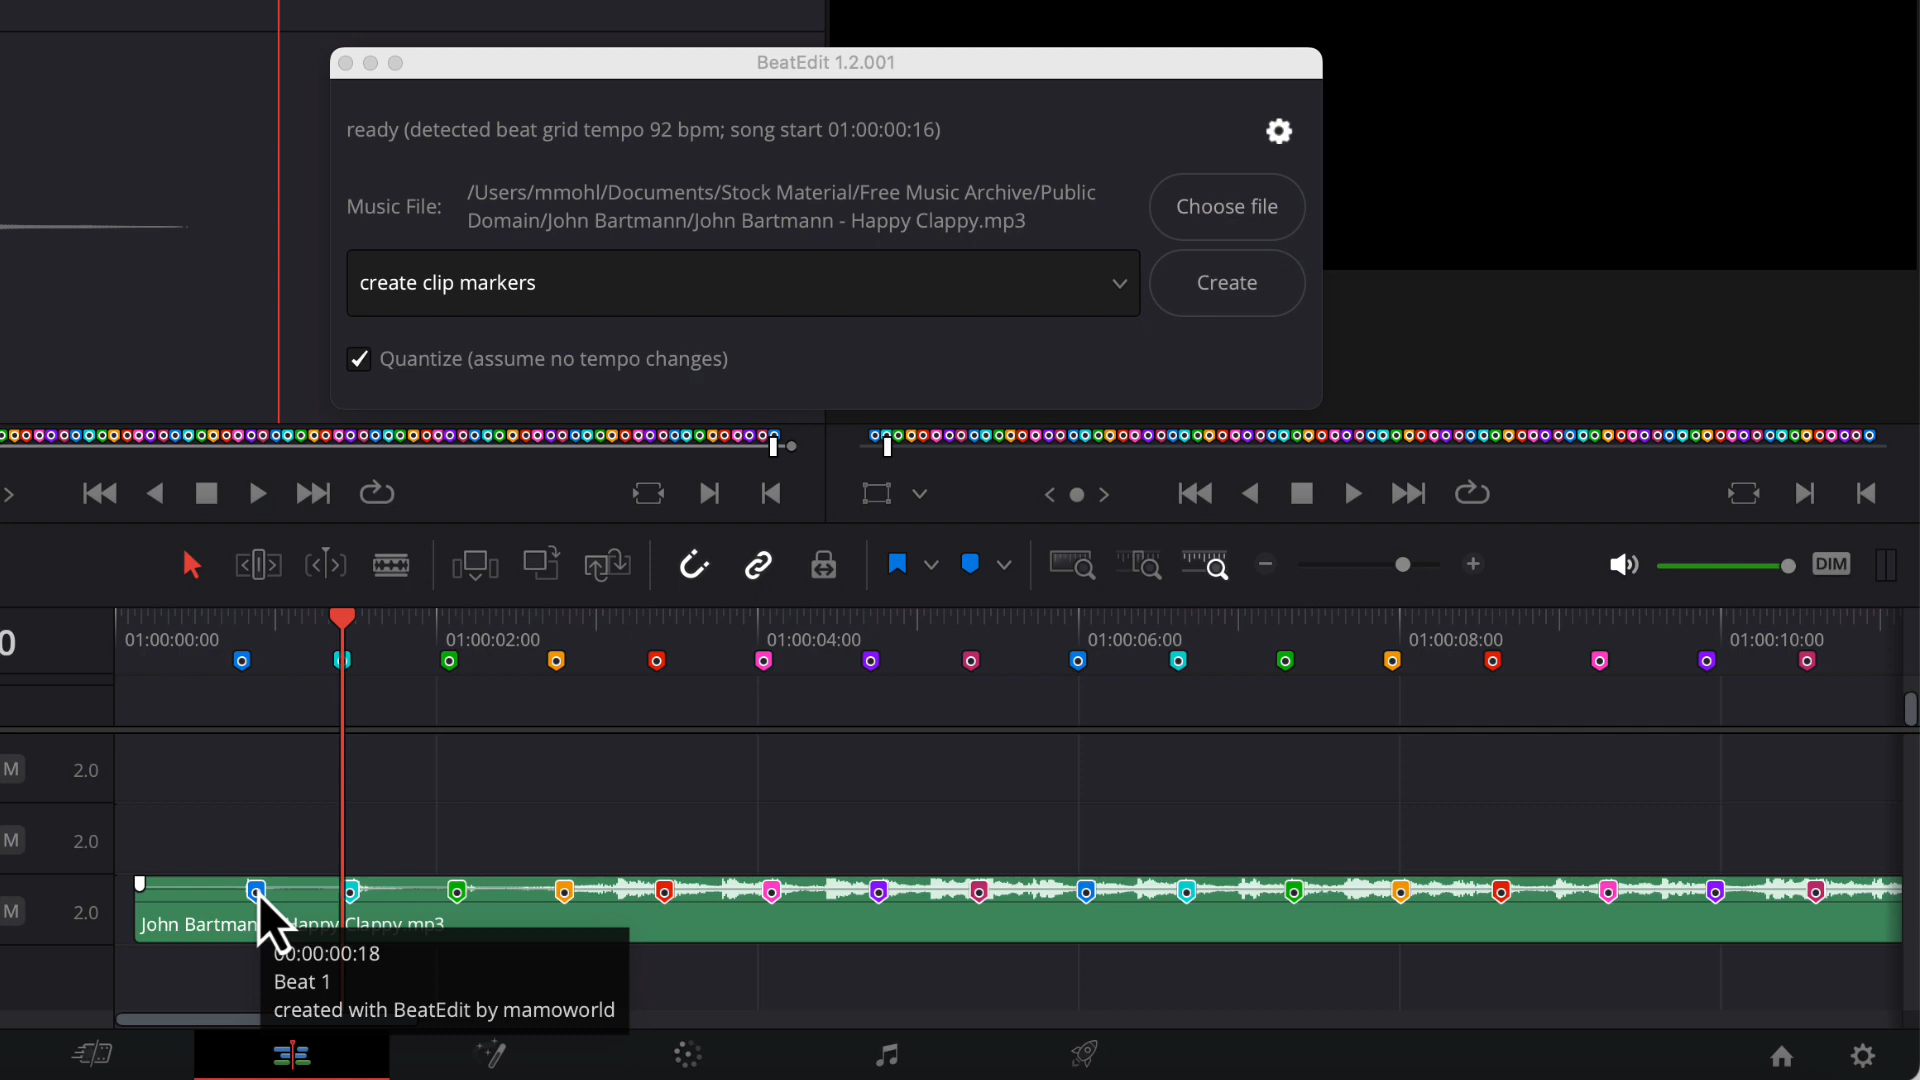 BeatEdit 1.2.001
ready (detected beat grid tempo 92 bpm; song start 01:00:00:16)
Music File:
/Users/mmohl/Documents/Stock Material/Free Music Archive/Public
Domain/John Bartmann/John Bartmann - Happy Clappy.mp3
Choose file
create clip markers
Create
Quantize (assume no tempo changes)
DIM
0
01:00:00:00
01:00:02:00
01:00:04:00
01:00:06:00
01:00:08:00
01:00:10:00
M 2.0
M 2.0
M 2.0
John Bartman Happy Clappy.mp3
00:00:00:18
Beat 1
created with BeatEdit by mamoworld